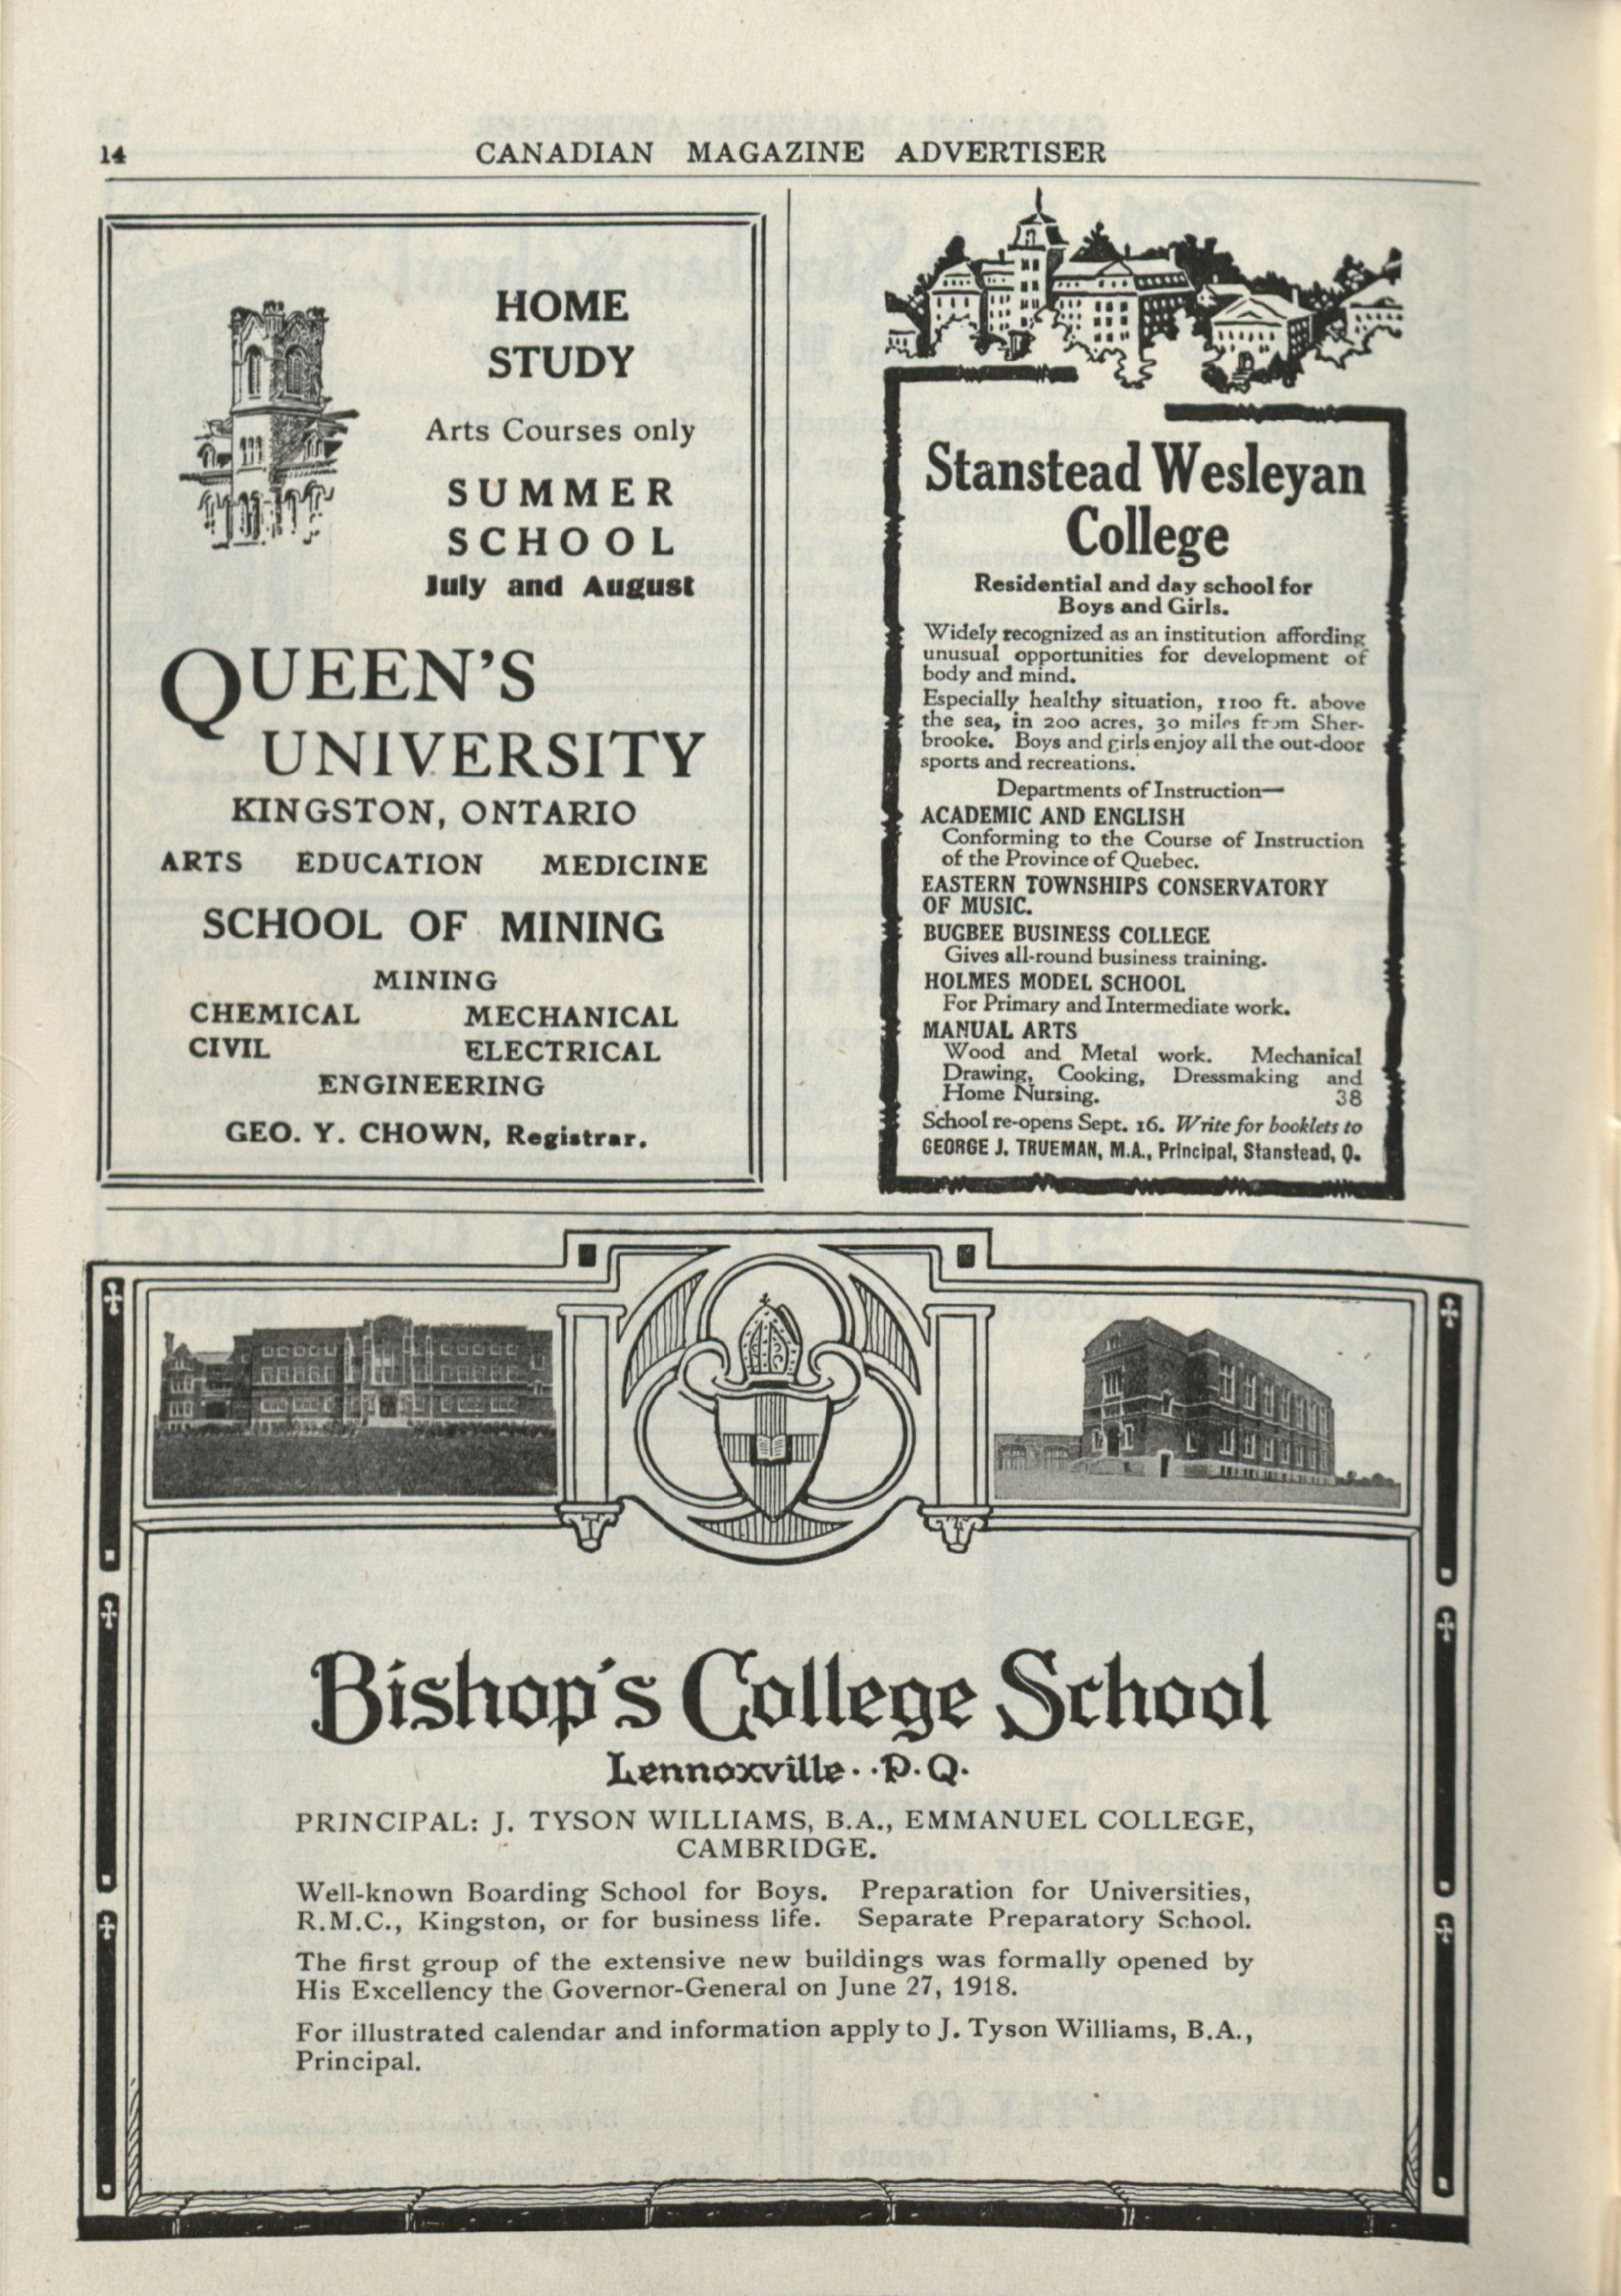 14
CANADIAN MAGAZINE ADVERTISER
HOME
STUDY
Arts Courses only
SUMMER
SCHOOL
July and August
QUEEN'S
UNIVERSITY
KINGSTON, ONTARIO
ARTS EDUCATION MEDICINE
SCHOOL OF MINING
MINING
CHEMICAL MECHANICAL
CIVIL ELECTRICAL
ENGINEERING
GEO. Y. CHOWN, Registrar.
Stanstead Wesleyan
College
Residential and day school for
Boys and Girls.
Widely recognized as an institution affording
unusual opportunities for development of
body and mind.
Especially healthy situation, 1100 ft. above
the sea, in 200 acres, 30 miles from Sher-
brooke. Boys and girls enjoy all the out-door
sports and recreations.
Departments of Instruction—
ACADEMIC AND ENGLISH
Conforming to the Course of Instruction
of the Province of Quebec.
EASTERN TOWNSHIPS CONSERVATORY
OF MUSIC.
BUGBEE BUSINESS COLLEGE
Gives all-round business training.
HOLMES MODEL SCHOOL
For Primary and Intermediate work.
MANUAL ARTS
Wood and Metal work. Mechanical
Drawing, Cooking, Dressmaking and
Home Nursing. 38
School re-opens Sept. 16. Write for booklets to
GEORGE J. TRUEMAN, M.A., Principal, Stanstead, Q.
Bishop's College School
Lennoxville..P.Q.
PRINCIPAL: J. TYSON WILLIAMS, B.A., EMMANUEL COLLEGE,
CAMBRIDGE.
Well-known Boarding School for Boys. Preparation for Universities,
R.M.C., Kingston, or for business life. Separate Preparatory School.
The first group of the extensive new buildings was formally opened by
His Excellency the Governor-General on June 27, 1918.
For illustrated calendar and information apply to J. Tyson Williams, B.A.,
Principal.